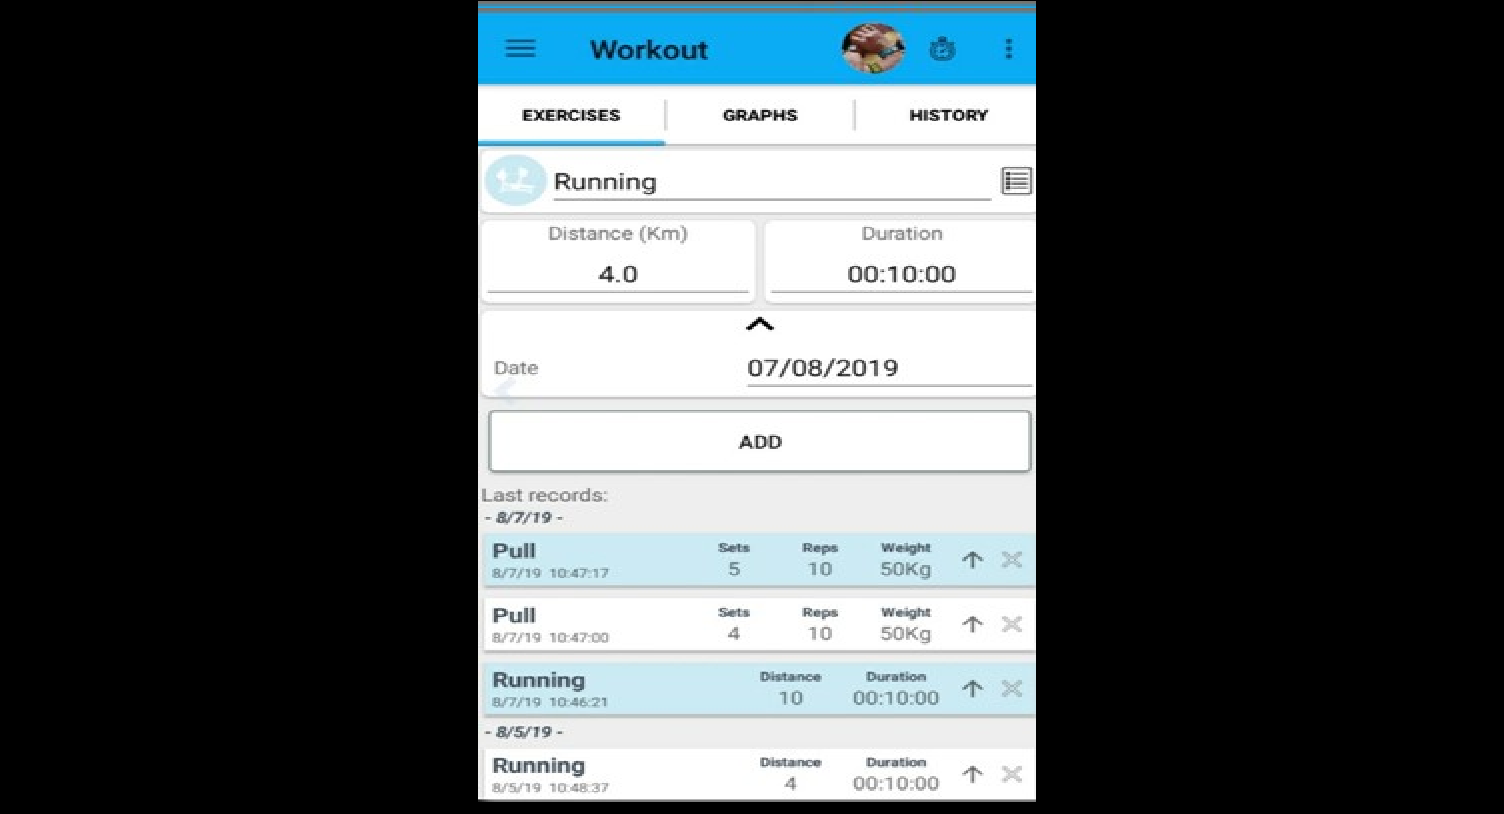 Workout
EXERCISES GRAPHS HISTORY
Running
Distance (Km) Duration
4.0 00:10:00
Date 07/08/2019
ADD
Last records:
- 8/7/19 -
Pull Sets Reps Weight
8/7/19 10:47:17 5 10 50Kg
Pull Sets Reps Weight
8/7/19 10:47:00 4 10 50Kg
Running Distance Duration
8/7/19 10:46:21 10 00:10:00
- 8/5/19 -
Running Distance Duration
8/5/19 10:48:37 4 00:10:00